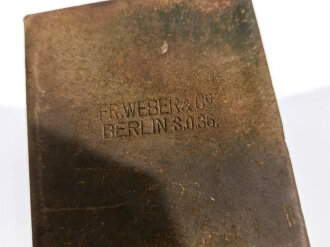 FR. WEBER & Co.
BERLIN S.O.36.